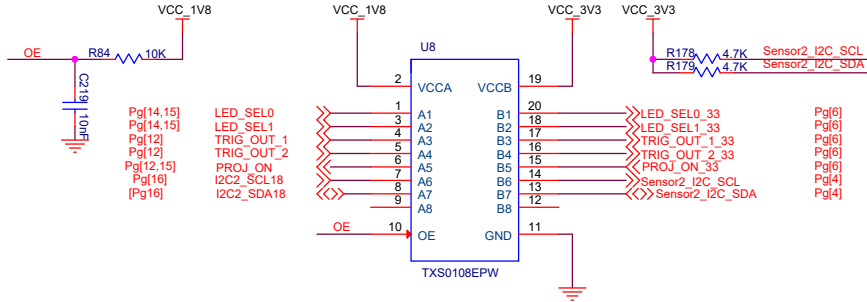 VCC_1V8 VCC_1V8 VCC_3V3 VCC_3V3
OE R84 10K U8 R178 4.7K Sensor2_I2C_SCL
R179 4.7K Sensor2_I2C_SDA
C219 10nF
2 VCCA VCCB 19
Pg[14,15] LED_SEL0 1 A1 B1 20 LED_SEL0_33 Pg[6]
Pg[14,15] LED_SEL1 3 A2 B2 18 LED_SEL1_33 Pg[6]
Pg[12] TRIG_OUT_1 4 A3 B3 17 TRIG_OUT_1_33 Pg[6]
Pg[12] TRIG_OUT_2 5 A4 B4 16 TRIG_OUT_2_33 Pg[6]
Pg[12,15] PROJ_ON 6 A5 B5 15 PROJ_ON_33 Pg[6]
Pg[16] I2C2_SCL18 7 A6 B6 14 Sensor2_I2C_SCL Pg[4]
[Pg16] I2C2_SDA18 8 A7 B7 13 Sensor2_I2C_SDA Pg[4]
9 A8 B8 12
OE 10 OE GND 11
TXS0108EPW